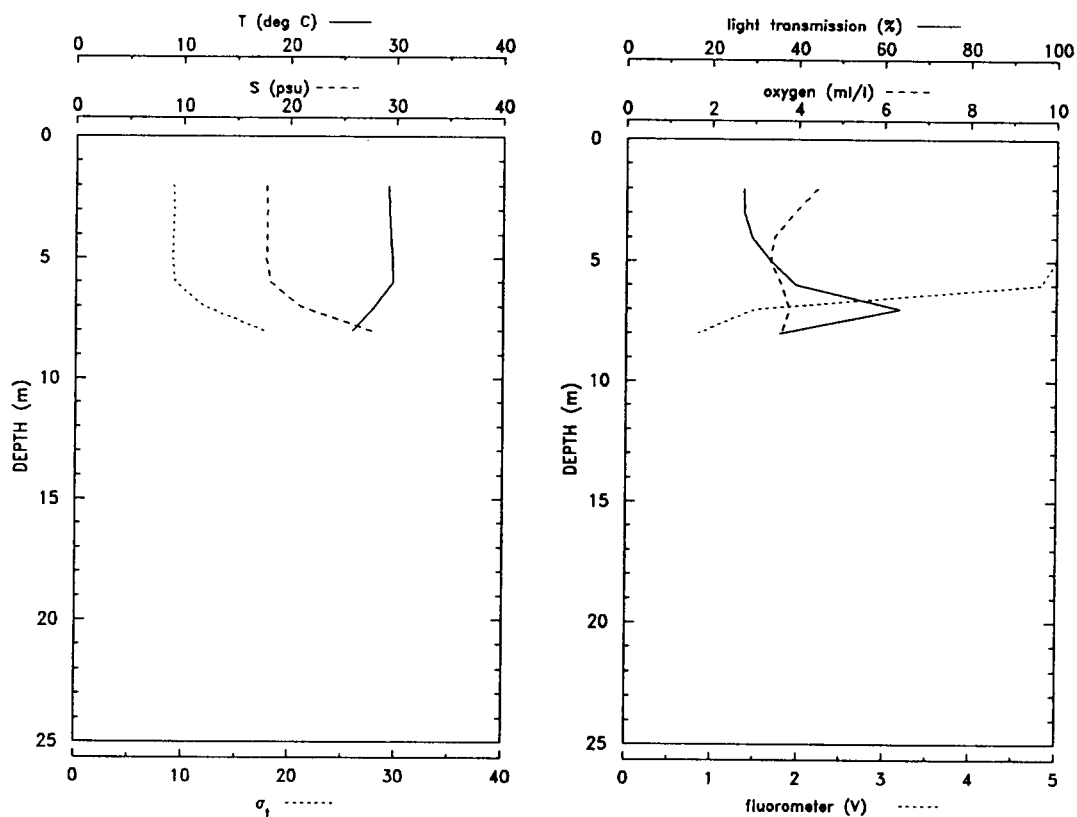 T (deg C)
0 10 20 30 40
S (psu)
0 10 20 30 40
0
5
10
15
20
25
DEPTH (m)
0 10 20 30 40
σt
light transmission (%)
0 20 40 60 80 100
oxygen (ml/l)
0 2 4 6 8 10
0
5
10
15
20
25
DEPTH (m)
0 1 2 3 4 5
fluorometer (V)